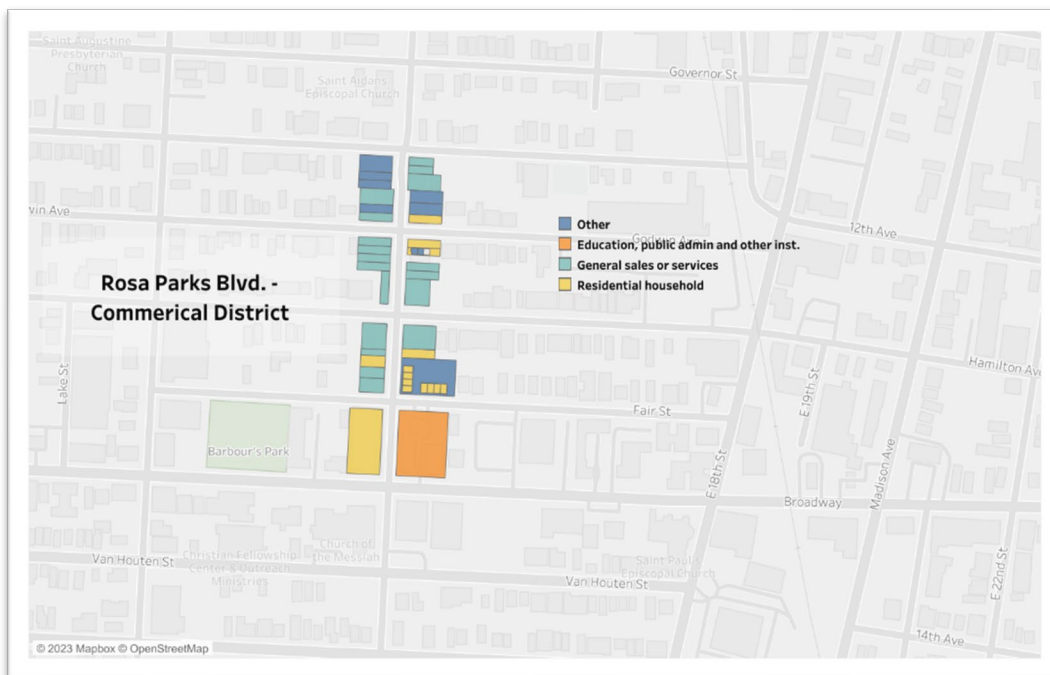 Saint Augustine
Presbyterian
Church
Governor St
Saint Aidans
Episcopal Church
win Ave
12th Ave
Other
Godwin Ave
Education, public admin and other inst.
General sales or services
Residential household
Rosa Parks Blvd. -
Commerical District
Hamilton Av
Lake St
E 19th St
Fair St
Barbour's Park
E 18th St
Madison Ave
Broadway
Church of
the Messiah
Van Houten St
Christian Fellowship
Center & Outreach
Ministries
Saint Paul's
Episcopal Church
Van Houten St
E 22nd St
14th Ave
© 2023 Mapbox © OpenStreetMap